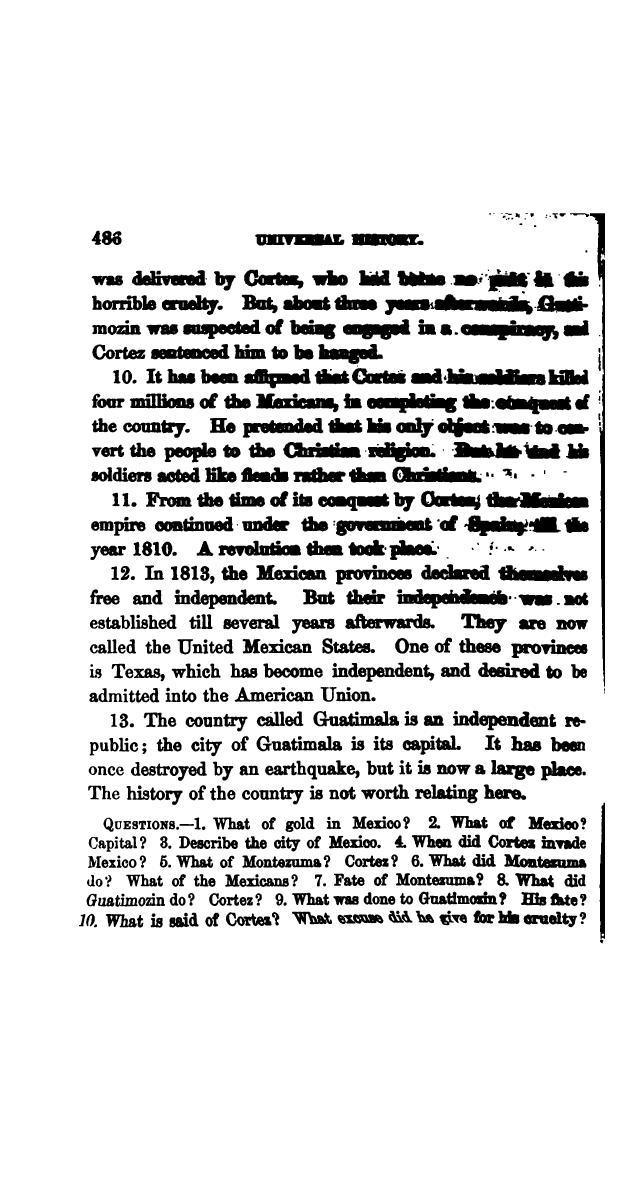 486 UNIVERSAL HISTORY.
was delivered by Cortez, who had borne no part in this
horrible cruelty. But, about three years afterwards, Guati-
mozin was suspected of being engaged in a conspiracy, and
Cortez sentenced him to be hanged.
10. It has been affirmed that Cortez and his soldiers killed
four millions of the Mexicans, in completing the conquest of
the country. He pretended that his only object was to con-
vert the people to the Christian religion. But he and his
soldiers acted like fiends rather than Christians.
11. From the time of its conquest by Cortez, the Mexican
empire continued under the government of Spain, till the
year 1810. A revolution then took place.
12. In 1813, the Mexican provinces declared themselves
free and independent. But their independence was not
established till several years afterwards. They are now
called the United Mexican States. One of these provinces
is Texas, which has become independent, and desired to be
admitted into the American Union.
13. The country called Guatimala is an independent re-
public; the city of Guatimala is its capital. It has been
once destroyed by an earthquake, but it is now a large place.
The history of the country is not worth relating here.
QUESTIONS.—1. What of gold in Mexico? 2. What of Mexico?
Capital? 3. Describe the city of Mexico. 4. When did Cortez invade
Mexico? 5. What of Montezuma? Cortez? 6. What did Montezuma
do? What of the Mexicans? 7. Fate of Montezuma? 8. What did
Guatimozin do? Cortez? 9. What was done to Guatimozin? His fate?
10. What is said of Cortez? What excuse did he give for his cruelty?